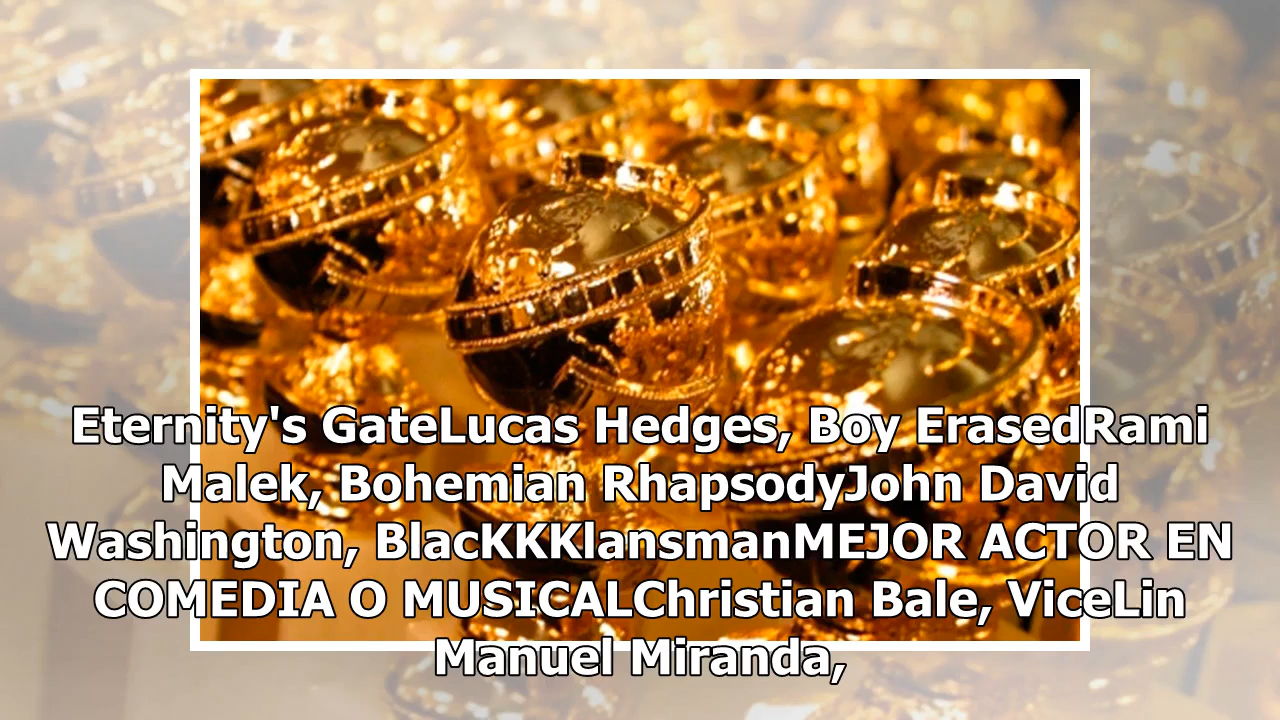 Eternity's GateLucas Hedges, Boy ErasedRami
Malek, Bohemian RhapsodyJohn David
Washington, BlacKKKlansmanMEJOR ACTOR EN
COMEDIA O MUSICALChristian Bale, ViceLin
Manuel Miranda,